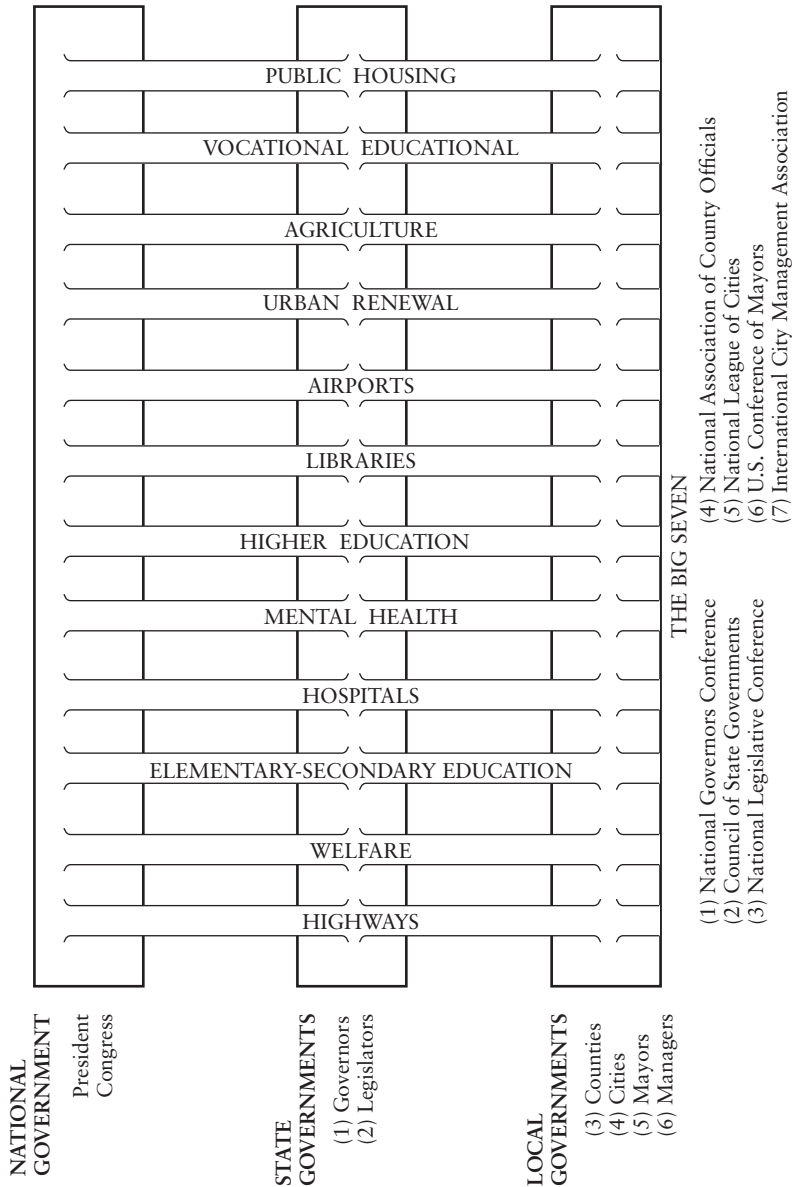 PUBLIC HOUSING
VOCATIONAL EDUCATIONAL
AGRICULTURE
URBAN RENEWAL
AIRPORTS
LIBRARIES
HIGHER EDUCATION
MENTAL HEALTH
HOSPITALS
ELEMENTARY-SECONDARY EDUCATION
WELFARE
HIGHWAYS
NATIONAL
GOVERNMENT
President
Congress
STATE
GOVERNMENTS
(1) Governors
(2) Legislators
LOCAL
GOVERNMENTS
(3) Counties
(4) Cities
(5) Mayors
(6) Managers
THE BIG SEVEN
(1) National Governors Conference
(2) Council of State Governments
(3) National Legislative Conference
(4) National Association of County Officials
(5) National League of Cities
(6) U.S. Conference of Mayors
(7) International City Management Association